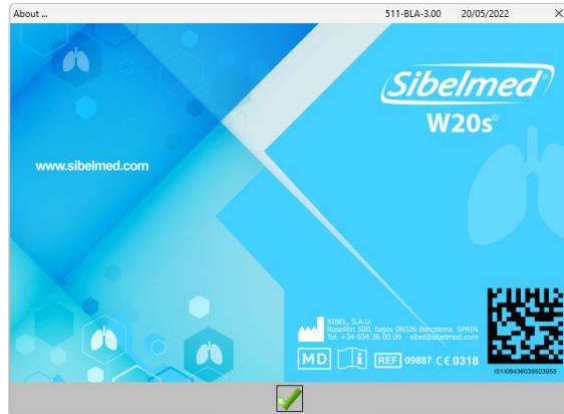 About ... 511-BLA-3.00 20/05/2022
Sibelmed
W20s
www.sibelmed.com
SIBEL, S.A.U.
Rosellón 500, bajos 08026 Barcelona, SPAIN
Tel. +34 934 36 00 09 - sibel@sibelmed.com
MD i REF 09887 CE 0318